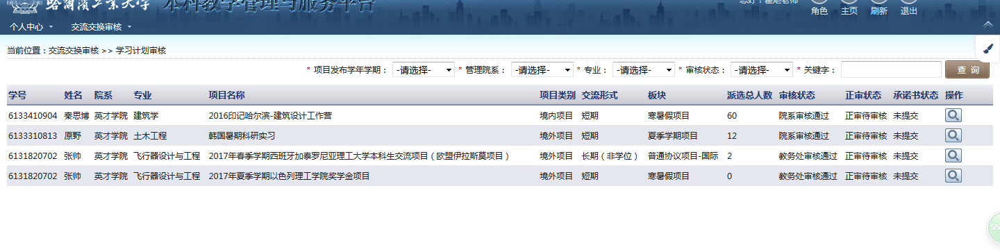 哈尔滨工业大学 本科教学管理与服务平台
角色 主页 刷新 退出
个人中心 交流交换审核
当前位置：交流交换审核 >> 学习计划审核
* 项目发布学年学期： -请选择- * 管理院系： -请选择- * 专业： -请选择- * 审核状态： -请选择- * 关键字： 查 询
学号 姓名 院系 专业 项目名称 项目类别 交流形式 板块 派选总人数 审核状态 正审状态 承诺书状态 操作
6133410904 秦思博 英才学院 建筑学 2016印记哈尔滨-建筑设计工作营 境内项目 短期 寒暑假项目 60 院系审核通过 正审待审核 未提交
6133310813 原野 英才学院 土木工程 韩国暑期科研实习 境外项目 短期 夏季学期项目 12 院系审核通过 正审待审核 未提交
6131820702 张帅 英才学院 飞行器设计与工程 2017年春季学期西班牙加泰罗尼亚理工大学本科生交流项目（欧盟伊拉斯莫项目） 境外项目 长期（非学位） 普通协议项目-国际 2 教务处审核通过 正审待审核 未提交
6131820702 张帅 英才学院 飞行器设计与工程 2017年夏季学期以色列理工学院奖学金项目 境外项目 短期 寒暑假项目 0 教务处审核通过 正审待审核 未提交